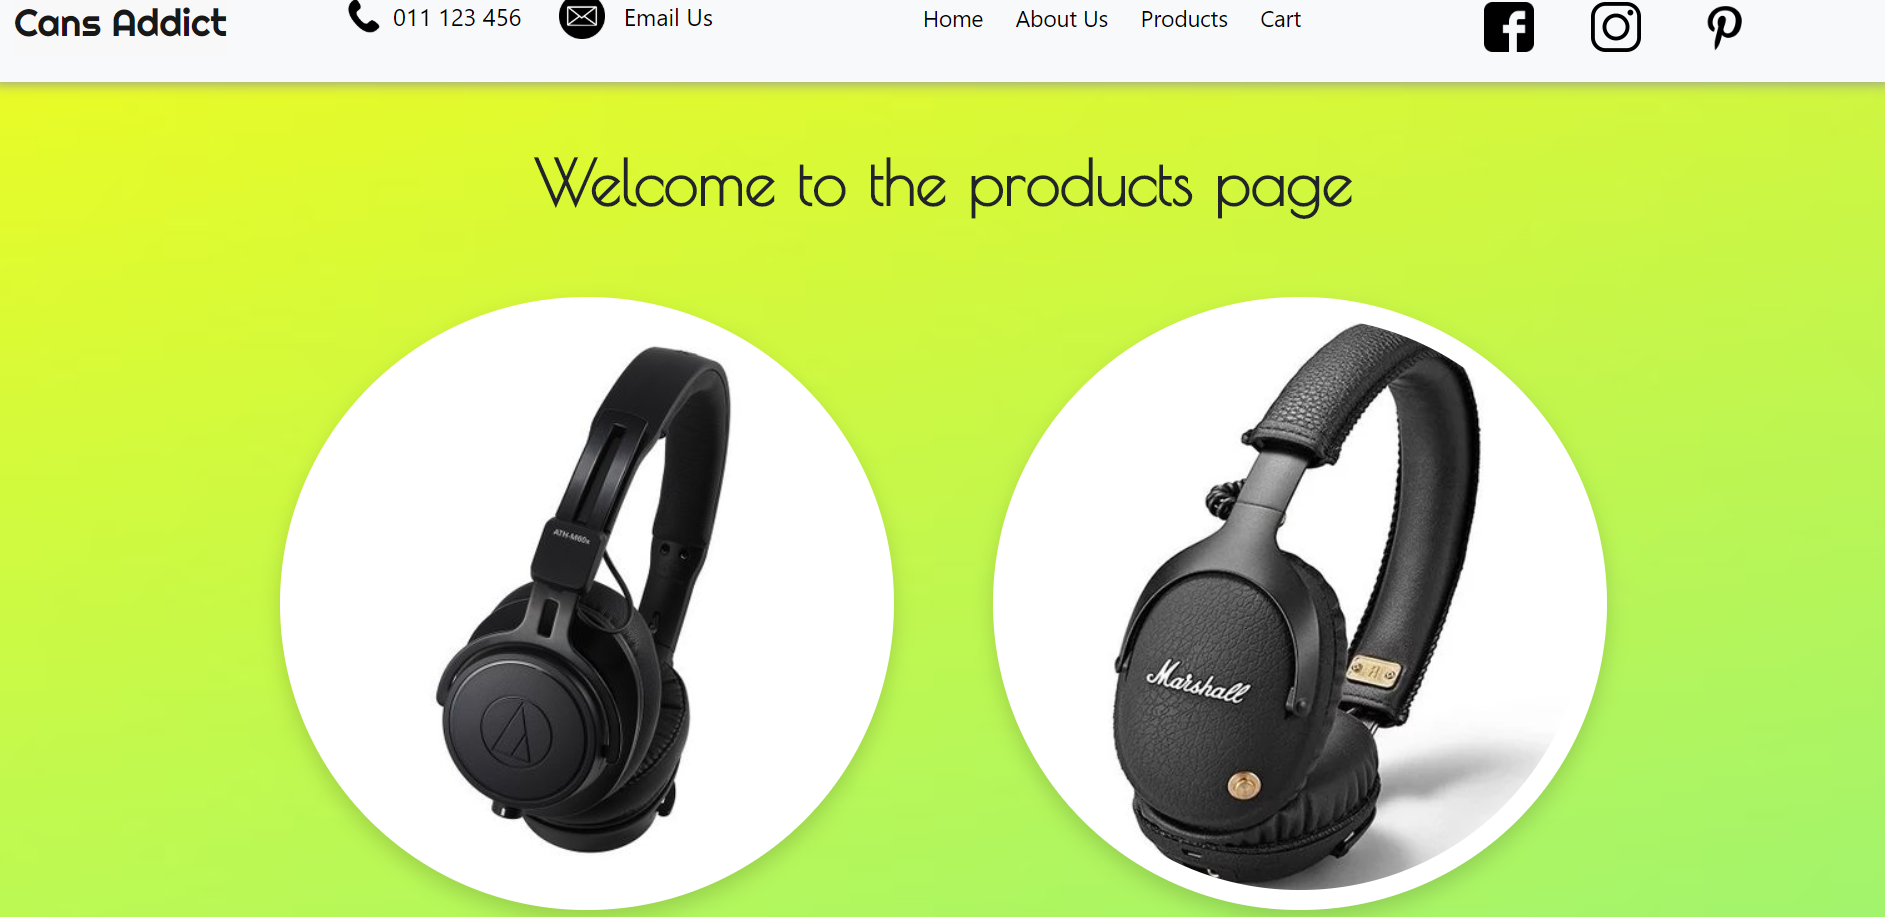 Cans Addict
011 123 456
Email Us
Home
About Us
Products
Cart
Welcome to the products page
ATH-M60x
Marshall